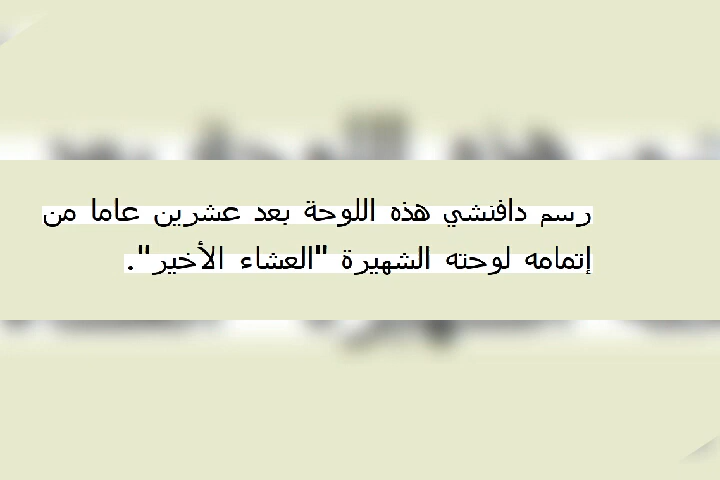 رسم دافنشي هذه اللوحة بعد عشرين عاما من
إتمامه لوحته الشهيرة "العشاء الأخير".